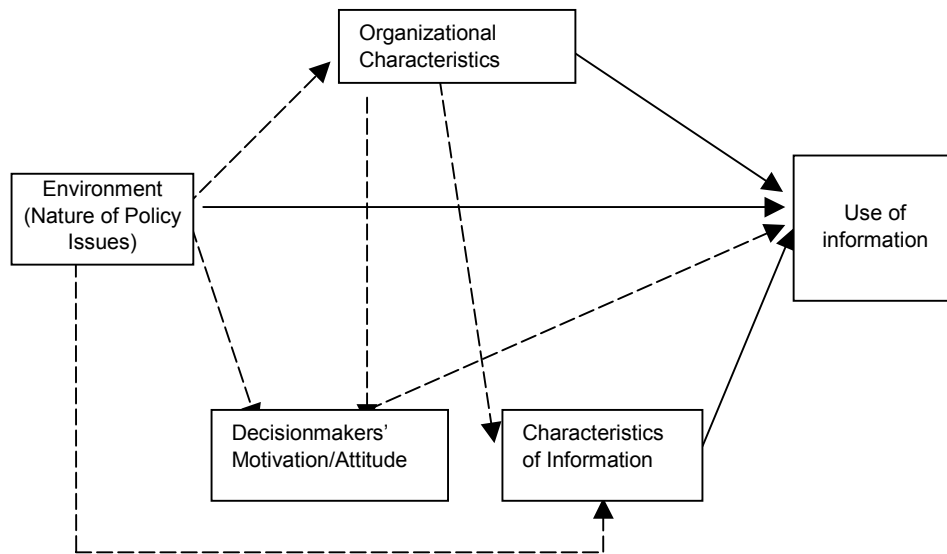 Organizational
Characteristics
Environment
(Nature of Policy
Issues)
Use of
information
Decisionmakers’
Motivation/Attitude
Characteristics
of Information